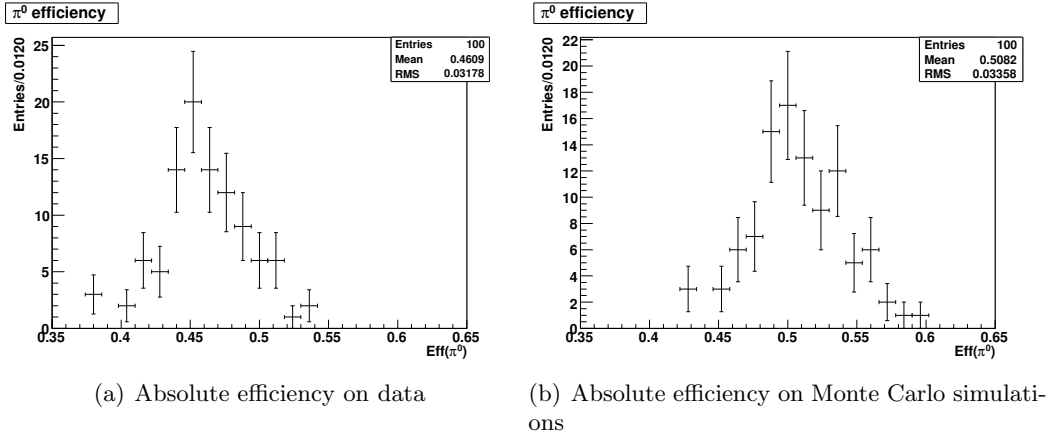 π⁰ efficiency
Entries/0.0120
25
20
15
10
5
0
0.35 0.4 0.45 0.5 0.55 0.6 0.65
Eff(π⁰)
Entries 100
Mean 0.4609
RMS 0.03178
(a) Absolute efficiency on data
π⁰ efficiency
Entries/0.0120
22
20
18
16
14
12
10
8
6
4
2
0
0.35 0.4 0.45 0.5 0.55 0.6 0.65
Eff(π⁰)
Entries 100
Mean 0.5082
RMS 0.03358
(b) Absolute efficiency on Monte Carlo simulati-
ons